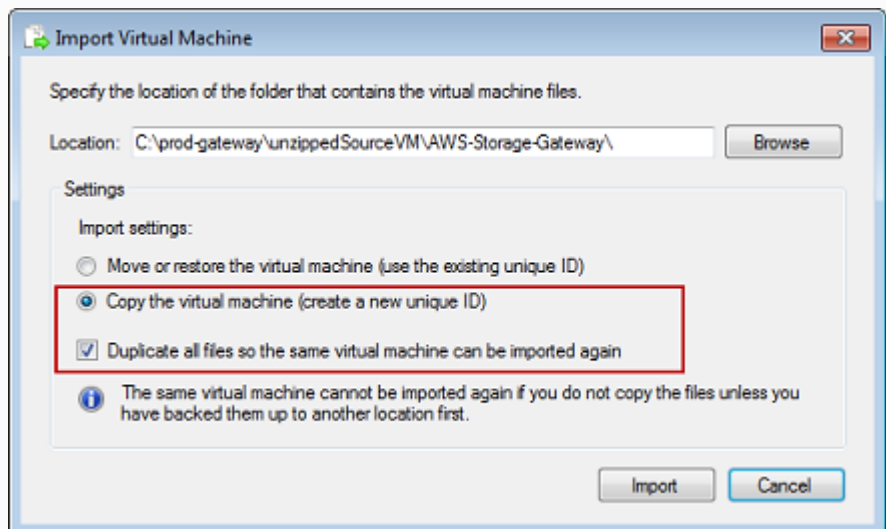 Import Virtual Machine
Specify the location of the folder that contains the virtual machine files.
Location: C:\prod-gateway\unzippedSourceVM\AWS-Storage-Gateway\ Browse
Settings
Import settings:
Move or restore the virtual machine (use the existing unique ID)
Copy the virtual machine (create a new unique ID)
Duplicate all files so the same virtual machine can be imported again
The same virtual machine cannot be imported again if you do not copy the files unless you
have backed them up to another location first.
Import Cancel